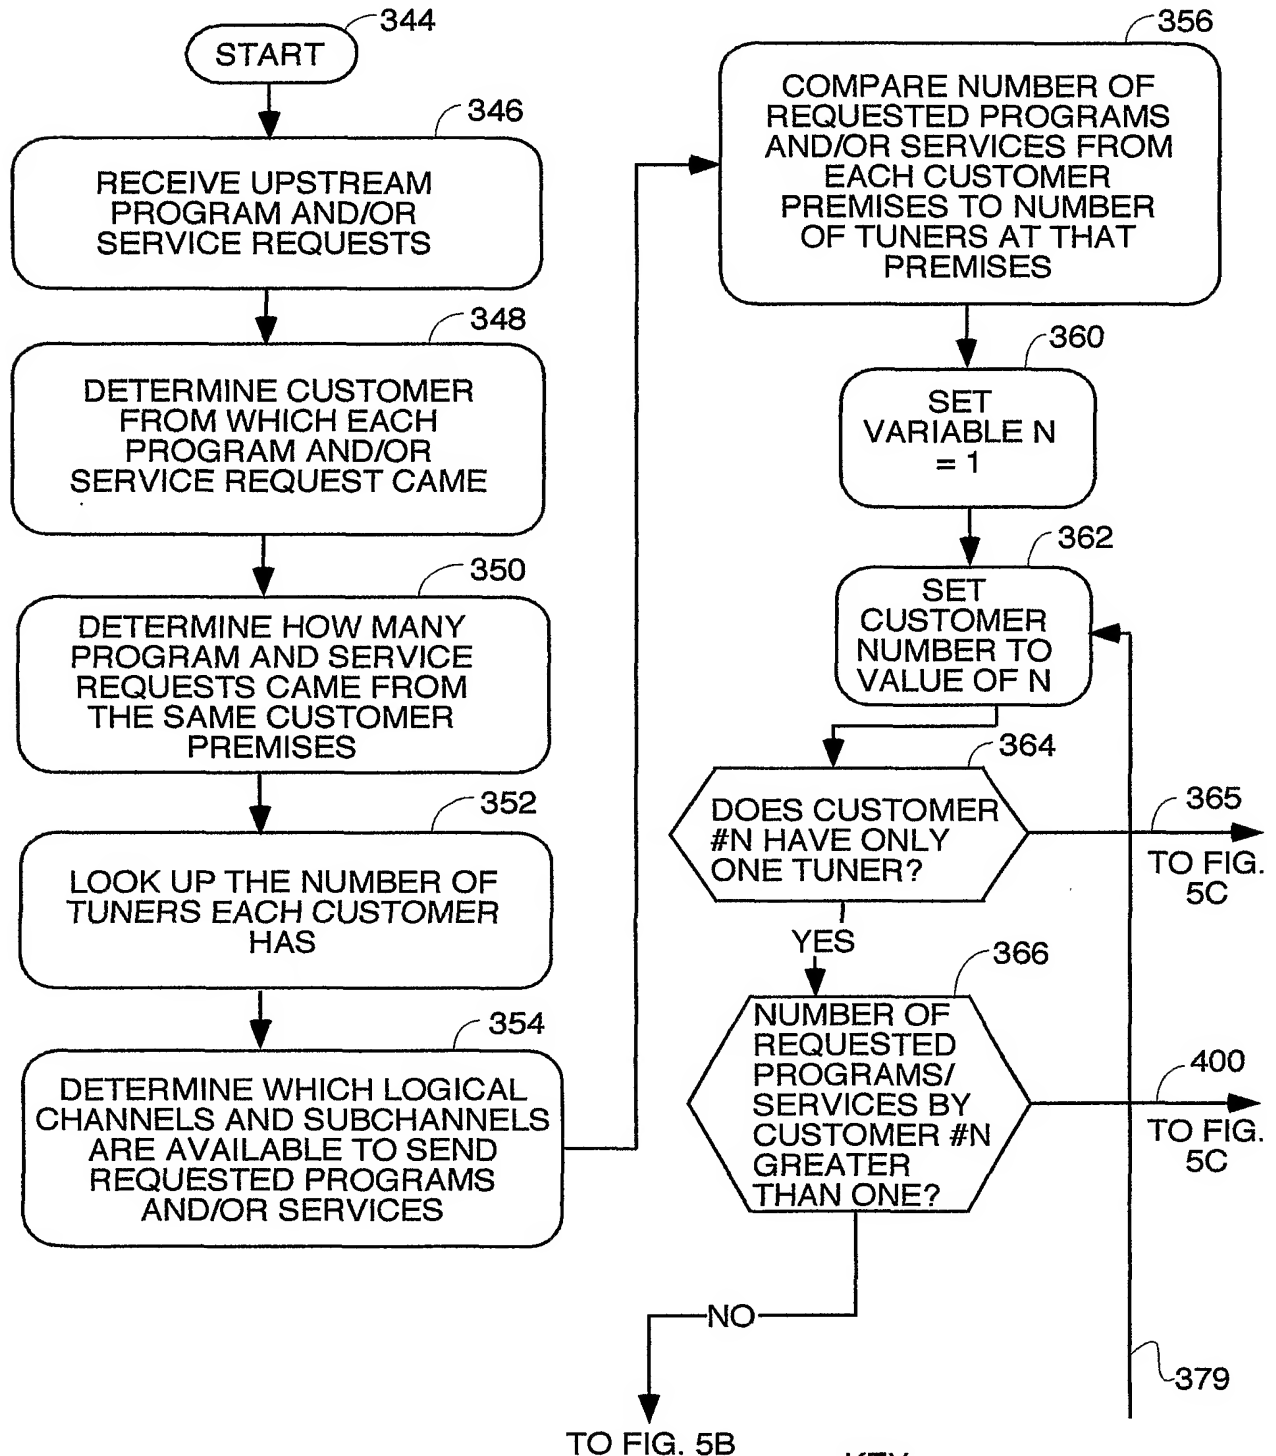 344
START
346
RECEIVE UPSTREAM
PROGRAM AND/OR
SERVICE REQUESTS
348
DETERMINE CUSTOMER
FROM WHICH EACH
PROGRAM AND/OR
SERVICE REQUEST CAME
350
DETERMINE HOW MANY
PROGRAM AND SERVICE
REQUESTS CAME FROM
THE SAME CUSTOMER
PREMISES
352
LOOK UP THE NUMBER OF
TUNERS EACH CUSTOMER
HAS
354
DETERMINE WHICH LOGICAL
CHANNELS AND SUBCHANNELS
ARE AVAILABLE TO SEND
REQUESTED PROGRAMS
AND/OR SERVICES
356
COMPARE NUMBER OF
REQUESTED PROGRAMS
AND/OR SERVICES FROM
EACH CUSTOMER
PREMISES TO NUMBER
OF TUNERS AT THAT
PREMISES
360
SET
VARIABLE N
= 1
362
SET
CUSTOMER
NUMBER TO
VALUE OF N
364
DOES CUSTOMER
#N HAVE ONLY
ONE TUNER?
365
TO FIG.
5C
YES
366
NUMBER OF
REQUESTED
PROGRAMS/
SERVICES BY
CUSTOMER #N
GREATER
THAN ONE?
400
TO FIG.
5C
NO
379
TO FIG. 5B